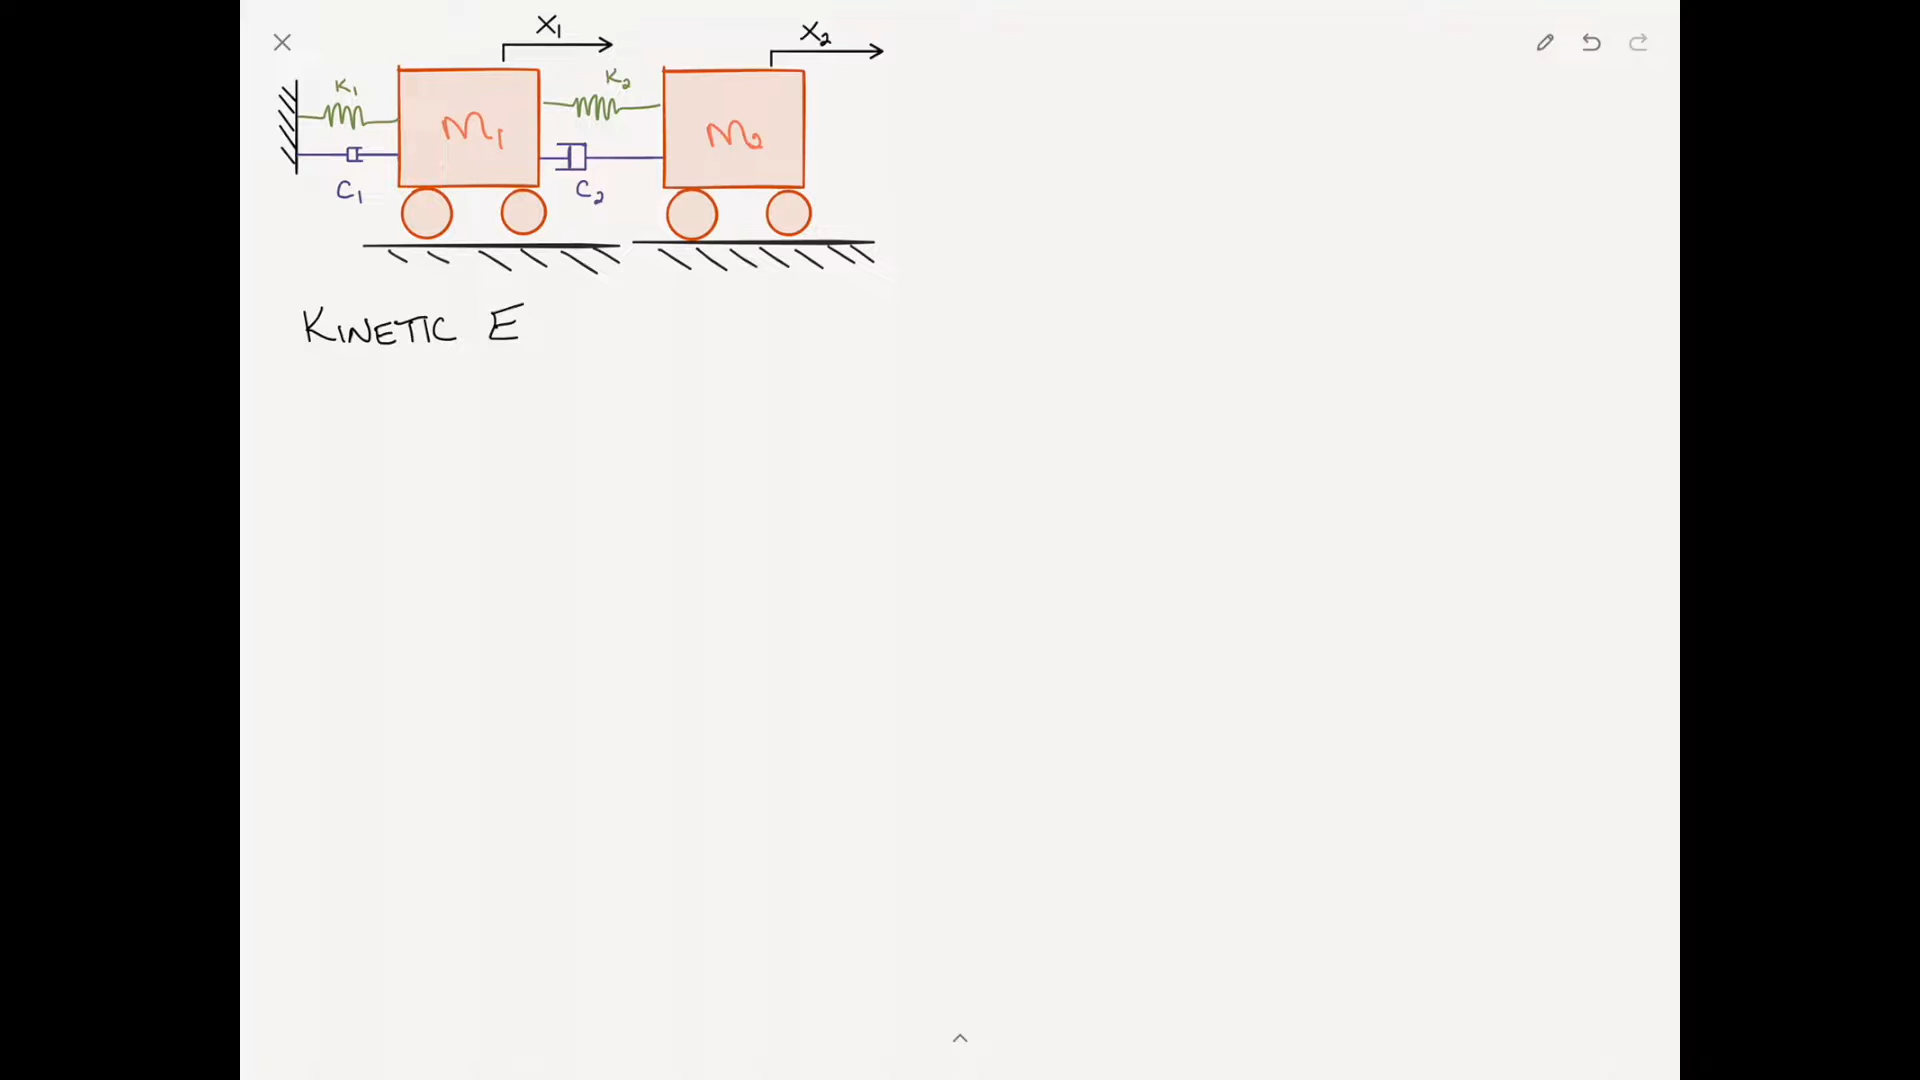 X₁
X₂
K₁
K₂
M₁
M₂
C₁
C₂
KINETIC E